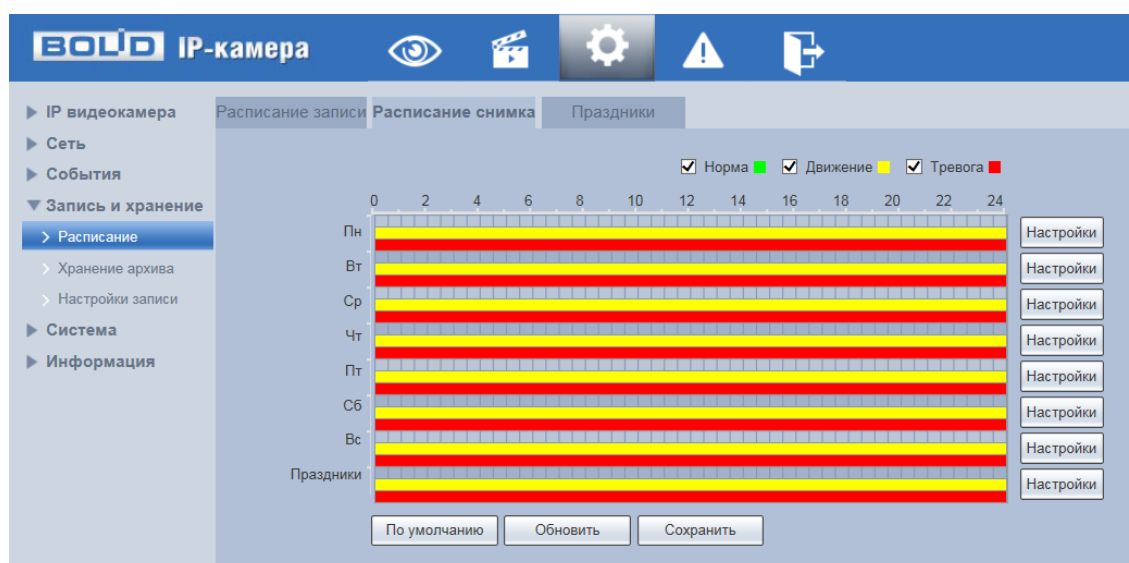 BOLID IP-камера
IP видеокамера
Сеть
События
Запись и хранение
Расписание
Хранение архива
Настройки записи
Система
Информация
Расписание записи Расписание снимка Праздники
Норма Движение Тревога
0 2 4 6 8 10 12 14 16 18 20 22 24
Пн Настройки
Вт Настройки
Ср Настройки
Чт Настройки
Пт Настройки
Сб Настройки
Вс Настройки
Праздники Настройки
По умолчанию Обновить Сохранить